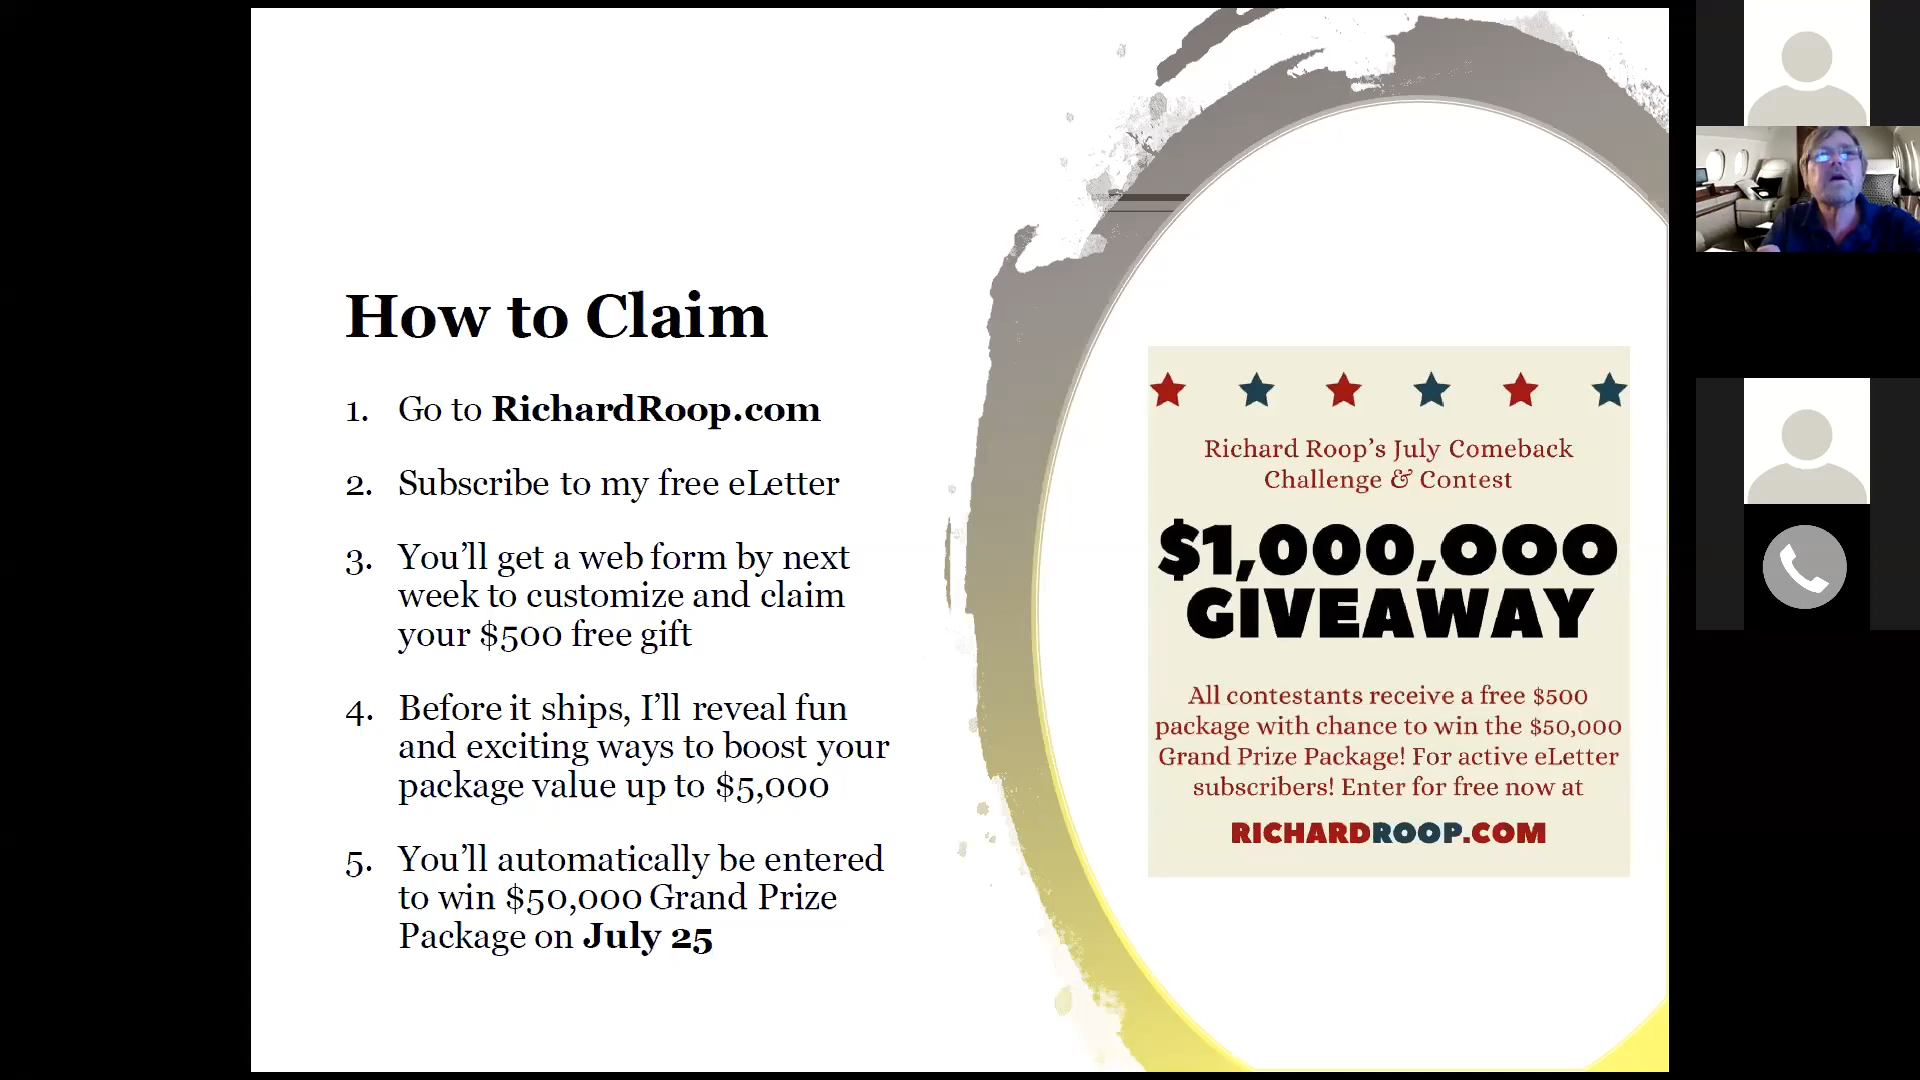 How to Claim
1. Go to RichardRoop.com
2. Subscribe to my free eLetter
3. You’ll get a web form by next
week to customize and claim
your $500 free gift
4. Before it ships, I’ll reveal fun
and exciting ways to boost your
package value up to $5,000
5. You’ll automatically be entered
to win $50,000 Grand Prize
Package on July 25
Richard Roop’s July Comeback
Challenge & Contest
$1,000,000
GIVEAWAY
All contestants receive a free $500
package with chance to win the $50,000
Grand Prize Package! For active eLetter
subscribers! Enter for free now at
RICHARDROOP.COM